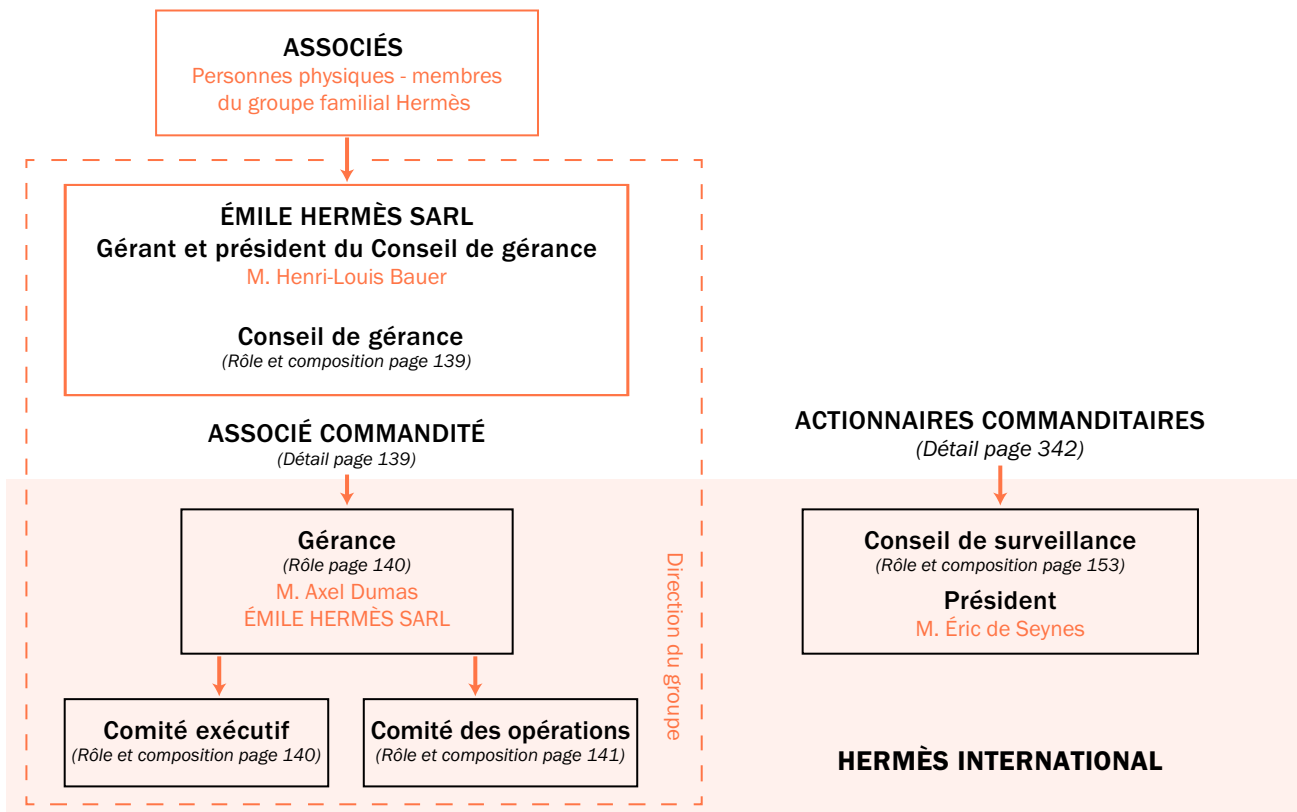 ASSOCIÉS
Personnes physiques - membres
du groupe familial Hermès
ÉMILE HERMÈS SARL
Gérant et président du Conseil de gérance
M. Henri-Louis Bauer
Conseil de gérance
(Rôle et composition page 139)
ASSOCIÉ COMMANDITÉ
(Détail page 139)
ACTIONNAIRES COMMANDITAIRES
(Détail page 342)
Gérance
(Rôle page 140)
M. Axel Dumas
ÉMILE HERMÈS SARL
Direction du groupe
Conseil de surveillance
(Rôle et composition page 153)
Président
M. Éric de Seynes
Comité exécutif
(Rôle et composition page 140)
Comité des opérations
(Rôle et composition page 141)
HERMÈS INTERNATIONAL